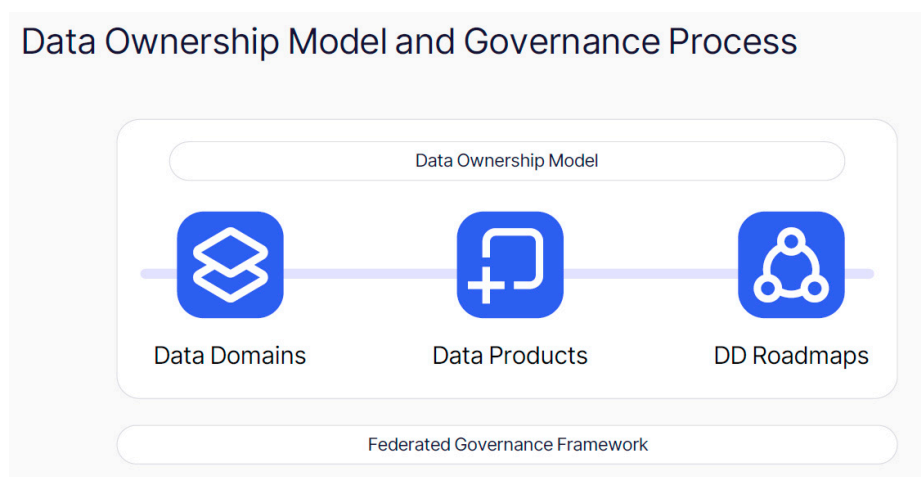 Data Ownership Model and Governance Process
Data Ownership Model
Data Domains
Data Products
DD Roadmaps
Federated Governance Framework